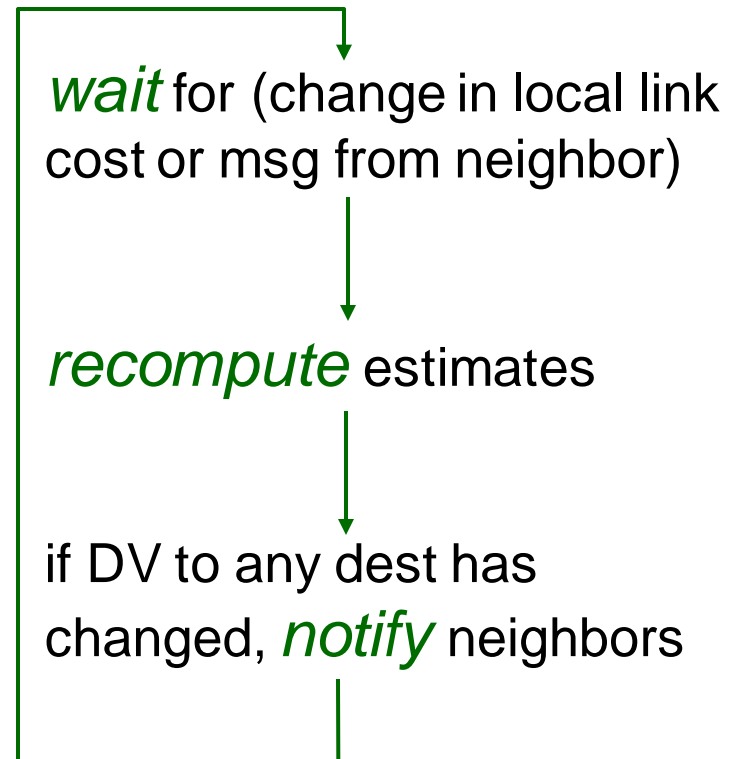 wait for (change in local link
cost or msg from neighbor)
recompute estimates
if DV to any dest has
changed, notify neighbors